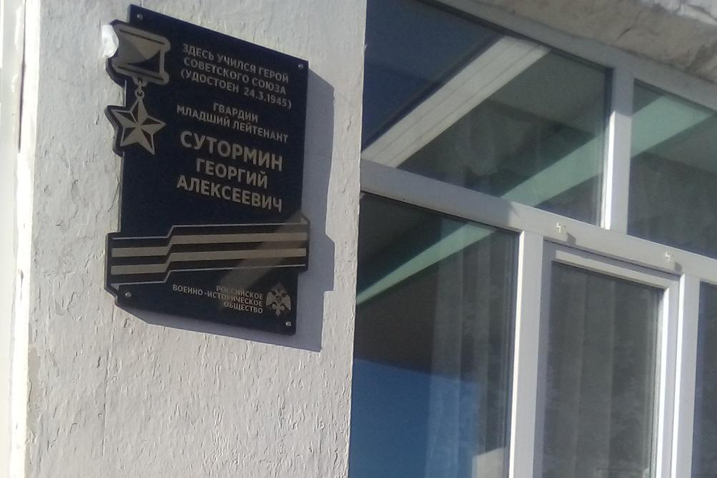 ЗДЕСЬ УЧИЛСЯ ГЕРОЙ
СОВЕТСКОГО СОЮЗА
(УДОСТОЕН 24.3.1945)
ГВАРДИИ
МЛАДШИЙ ЛЕЙТЕНАНТ
СУТОРМИН
ГЕОРГИЙ
АЛЕКСЕЕВИЧ
РОССИЙСКОЕ
ВОЕННО-ИСТОРИЧЕСКОЕ
ОБЩЕСТВО